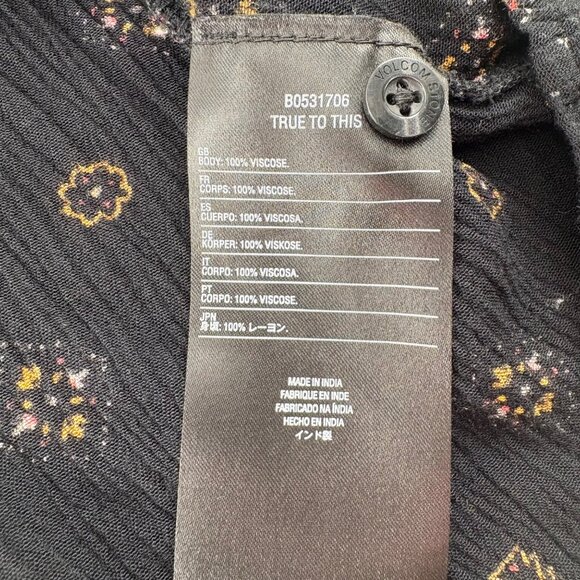 B0531706
TRUE TO THIS
VOLCOM STONE
GB
BODY: 100% VISCOSE.
FR
CORPS: 100% VISCOSE.
ES
CUERPO: 100% VISCOSA.
DE
KÖRPER: 100% VISKOSE.
IT
CORPO: 100% VISCOSA.
PT
CORPO: 100% VISCOSE.
JPN
身頃: 100% レーヨン.
MADE IN INDIA
FABRIQUE EN INDE
FABRICADO NA ÍNDIA
HECHO EN INDIA
インド製